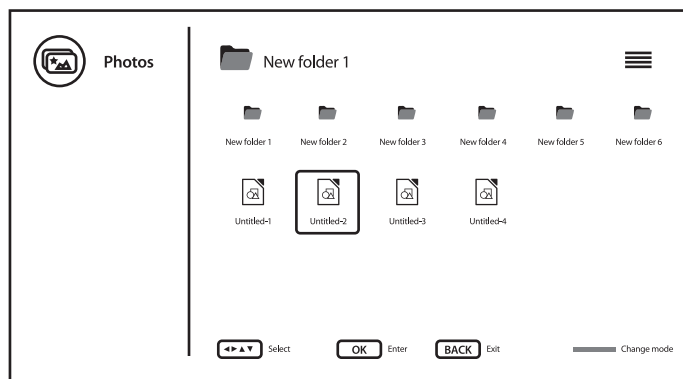 Photos
New folder 1
New folder 1 New folder 2 New folder 3 New folder 4 New folder 5 New folder 6
Untitled-1 Untitled-2 Untitled-3 Untitled-4
Select OK Enter BACK Exit Change mode